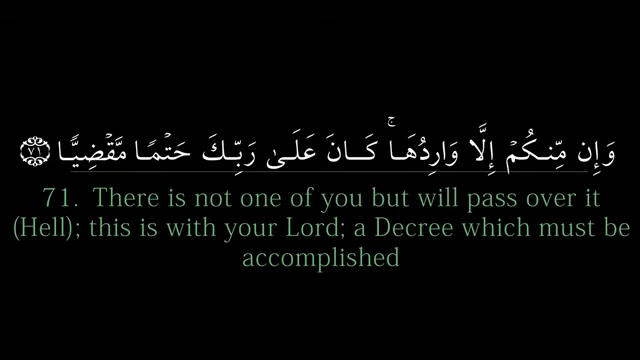 وَإِن مِّنكُمْ إِلَّا وَارِدُهَا ۚ كَانَ عَلَىٰ رَبِّكَ حَتْمًا مَّقْضِيًّا ٧١
71. There is not one of you but will pass over it
(Hell); this is with your Lord; a Decree which must be
accomplished